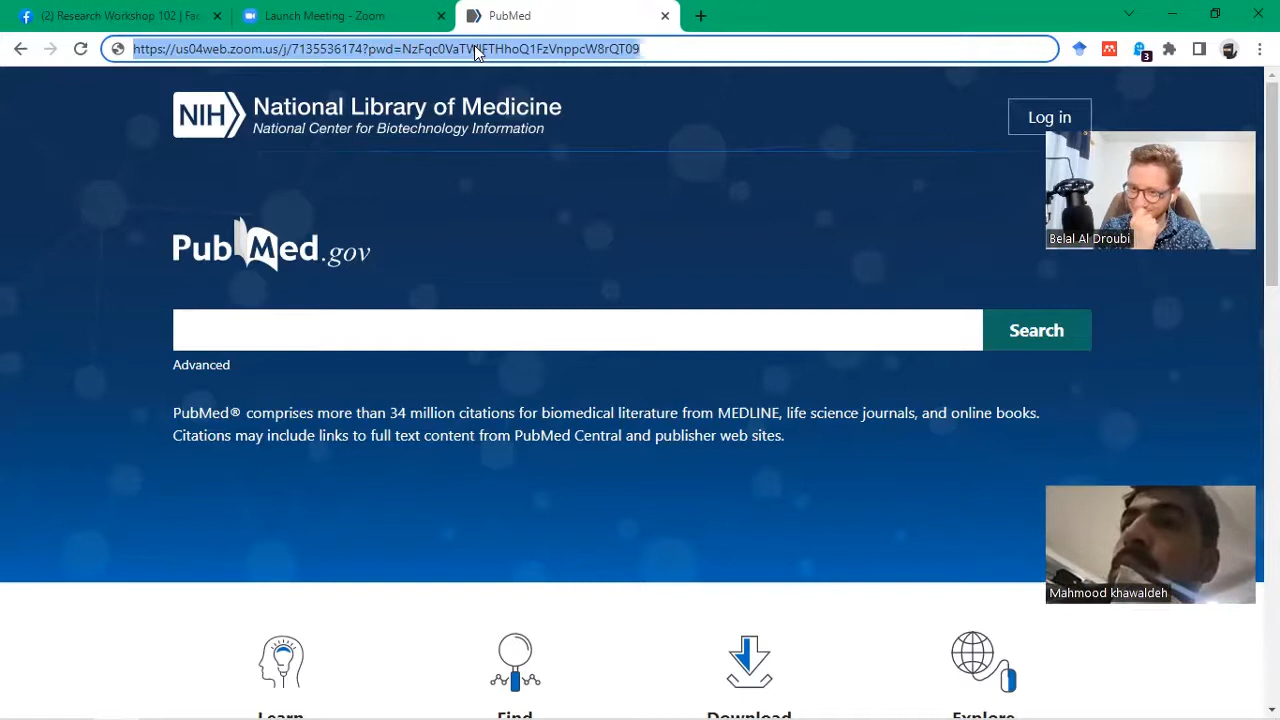 (2) Research Workshop 102 | Fac
Launch Meeting - Zoom
PubMed
https://us04web.zoom.us/j/7135536174?pwd=
3
NIH
National Library of Medicine
National Center for Biotechnology Information
Log in
PubMed.gov
Belal Al Droubi
Search
Advanced
PubMed® comprises more than 34 million citations for biomedical literature from MEDLINE, life science journals, and online books.
Citations may include links to full text content from PubMed Central and publisher web sites.
Mahmood khawaldeh
Learn
Find
Download
Explore